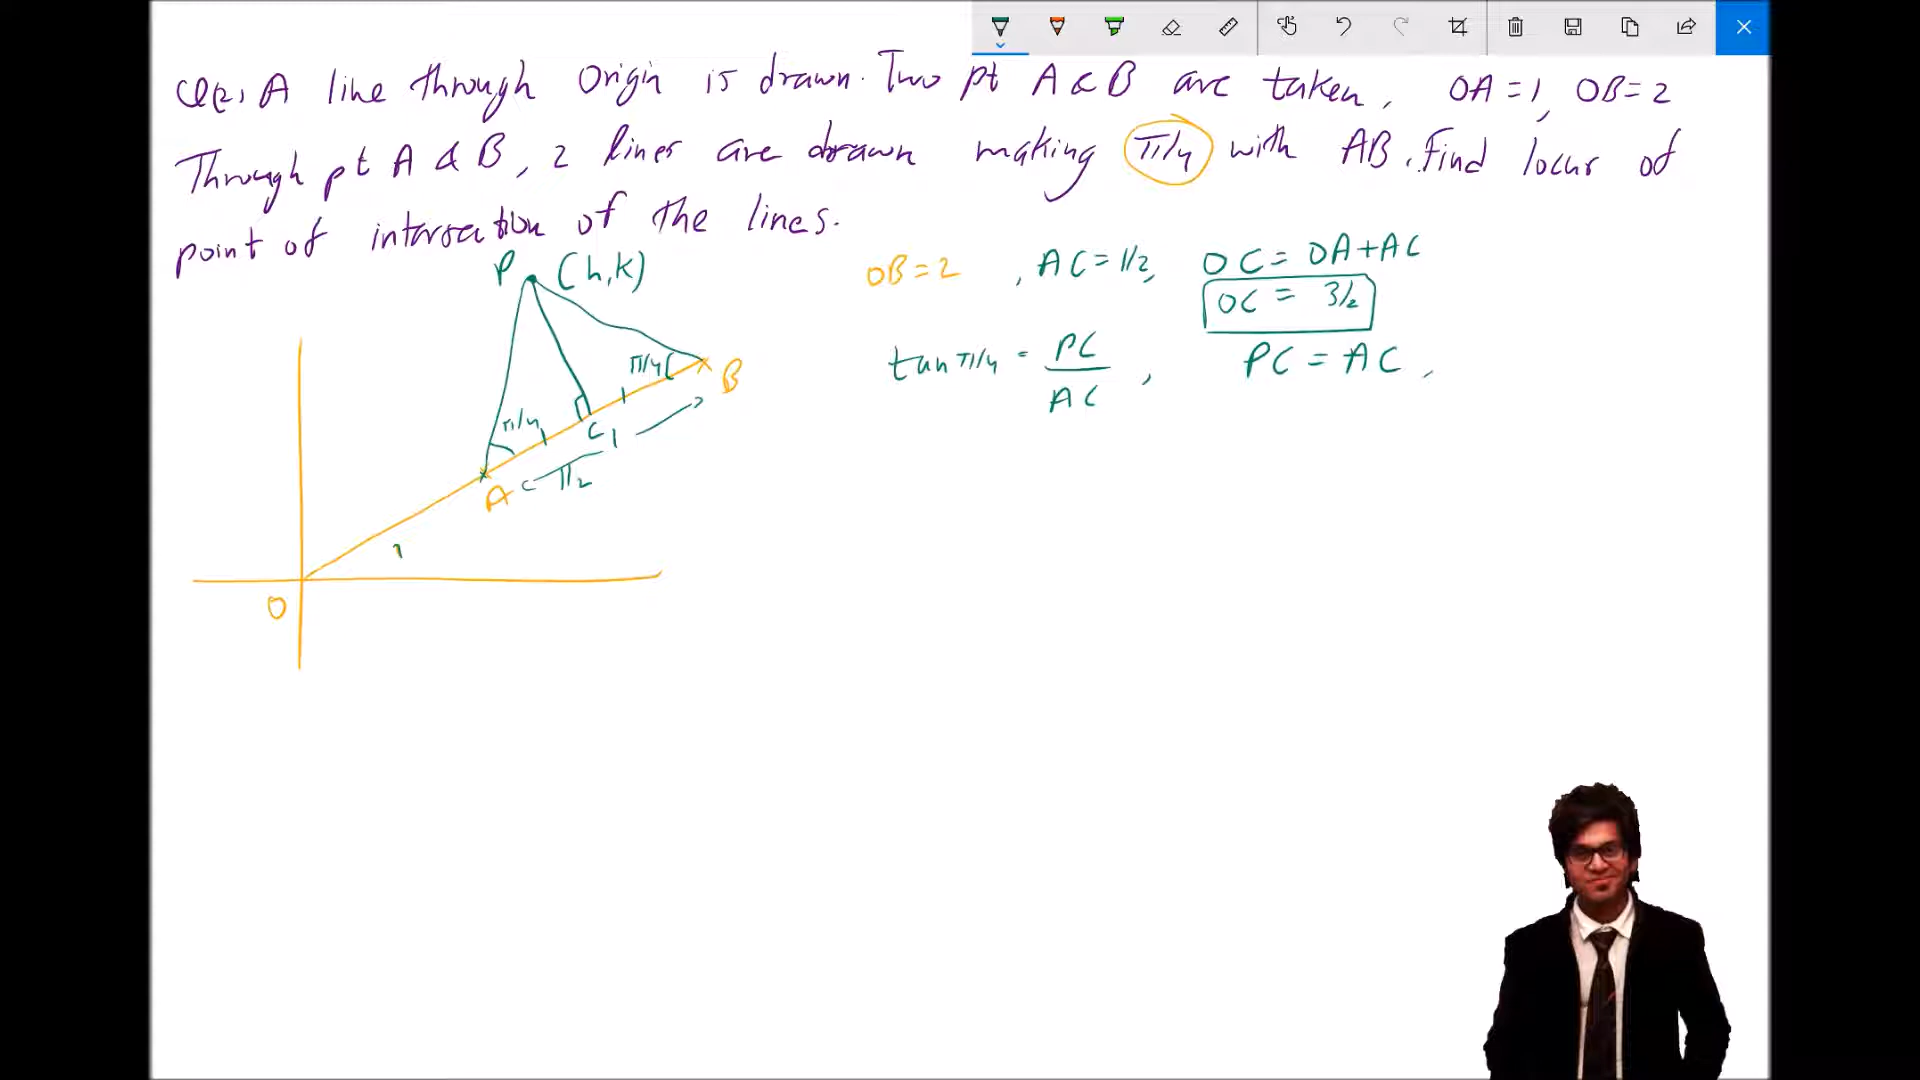 Q2, A line through Origin is drawn. Two pt A & B are taken, OA = 1, OB = 2
Through pt A & B, 2 lines are drawn making π/4 with AB. Find locus of
point of intersection of the lines.
P (h,k)
OB = 2 , AC = 1/2, OC = OA+AC
OC = 3/2
tan π/4 = PC/AC , PC = AC ,
π/4
B
π/4
C
1
A
1/2
1
O